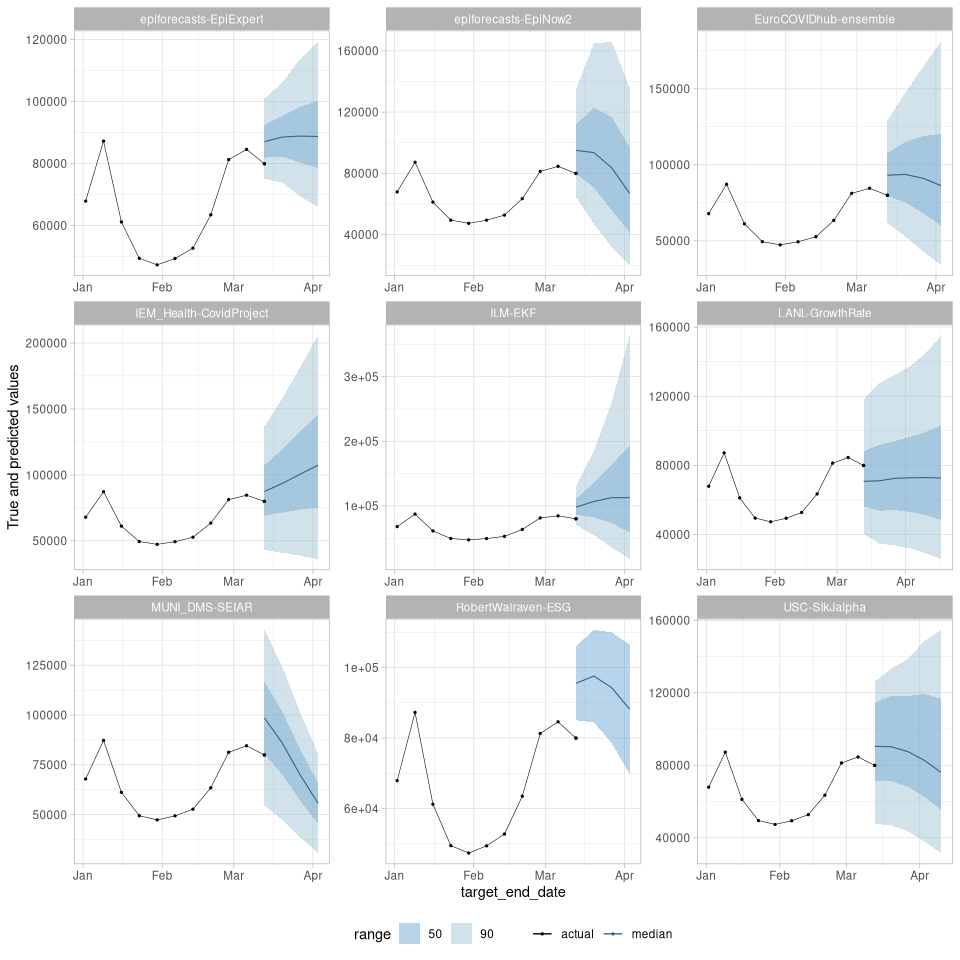 epiforecasts-EpiExpert
epiforecasts-EpiNow2
EuroCOVIDhub-ensemble
120000
100000
80000
60000
Jan Feb Mar Apr
160000
120000
80000
40000
Jan Feb Mar Apr
150000
100000
50000
Jan Feb Mar Apr
IEM_Health-CovidProject
ILM-EKF
LANL-GrowthRate
200000
150000
100000
50000
Jan Feb Mar Apr
3e+05
2e+05
1e+05
Jan Feb Mar Apr
160000
120000
80000
40000
Jan Feb Mar Apr
MUNI_DMS-SEIAR
RobertWalraven-ESG
USC-SIkJalpha
125000
100000
75000
50000
Jan Feb Mar Apr
1e+05
8e+04
6e+04
Jan Feb Mar Apr
160000
120000
80000
40000
Jan Feb Mar Apr
True and predicted values
target_end_date
range 50 90 actual median